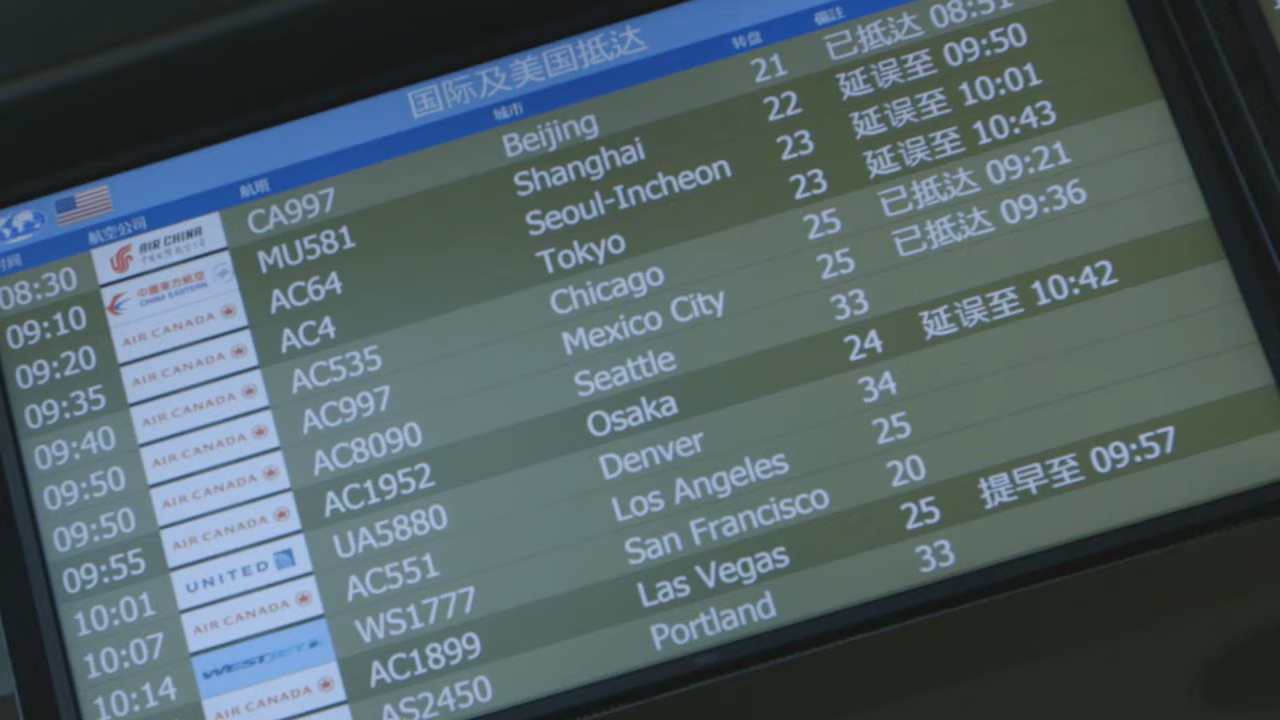 国际及美国抵达
时间 航空公司 航班 城市 转盘 备注
08:30 AIR CHINA CA997 Beijing 21 已抵达 08:51
09:10 中國東方航空 CHINA EASTERN MU581 Shanghai 22 延误至 09:50
09:20 AIR CANADA AC64 Seoul-Incheon 23 延误至 10:01
09:35 AIR CANADA AC4 Tokyo 23 延误至 10:43
09:40 AIR CANADA AC535 Chicago 25 已抵达 09:21
09:50 AIR CANADA AC997 Mexico City 25 已抵达 09:36
09:50 AIR CANADA AC8090 Seattle 33
09:55 AIR CANADA AC1952 Osaka 24 延误至 10:42
10:01 UNITED UA5880 Denver 34
10:07 AIR CANADA AC551 Los Angeles 25
10:14 WESTJET WS1777 San Francisco 20
AIR CANADA AC1899 Las Vegas 25 提早至 09:57
AS2450 Portland 33